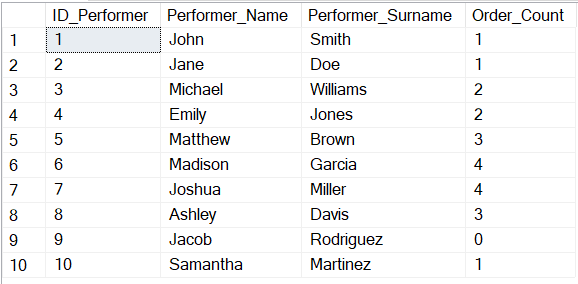 ID_Performer Performer_Name Performer_Surname Order_Count
1 1 John Smith 1
2 2 Jane Doe 1
3 3 Michael Williams 2
4 4 Emily Jones 2
5 5 Matthew Brown 3
6 6 Madison Garcia 4
7 7 Joshua Miller 4
8 8 Ashley Davis 3
9 9 Jacob Rodriguez 0
10 10 Samantha Martinez 1